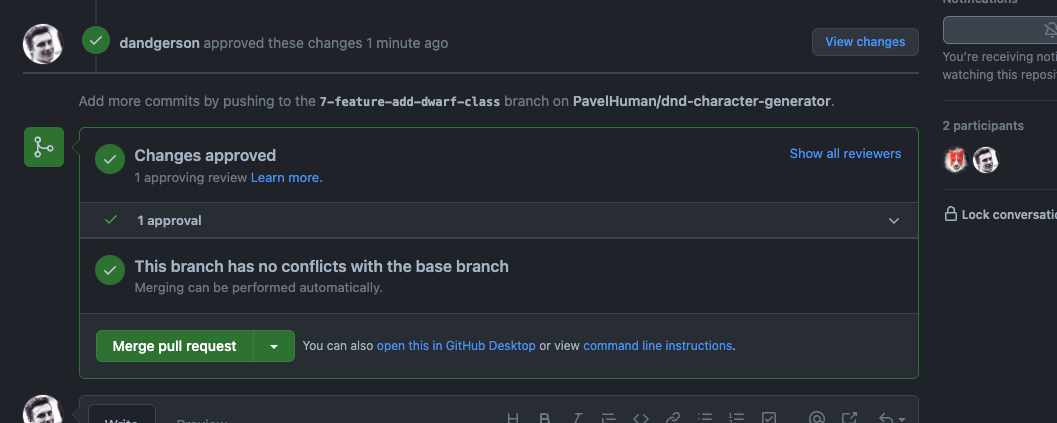 Notifications
dandgerson approved these changes 1 minute ago
View changes
You're receiving
watching this
Add more commits by pushing to the 7-feature-add-dwarf-class branch on PavelHuman/dnd-character-generator.
2 participants
Changes approved
Show all reviewers
1 approving review Learn more.
Lock
1 approval
This branch has no conflicts with the base branch
Merging can be performed automatically.
Merge pull request
You can also open this in GitHub Desktop or view command line instructions.
Write
Preview
H B I